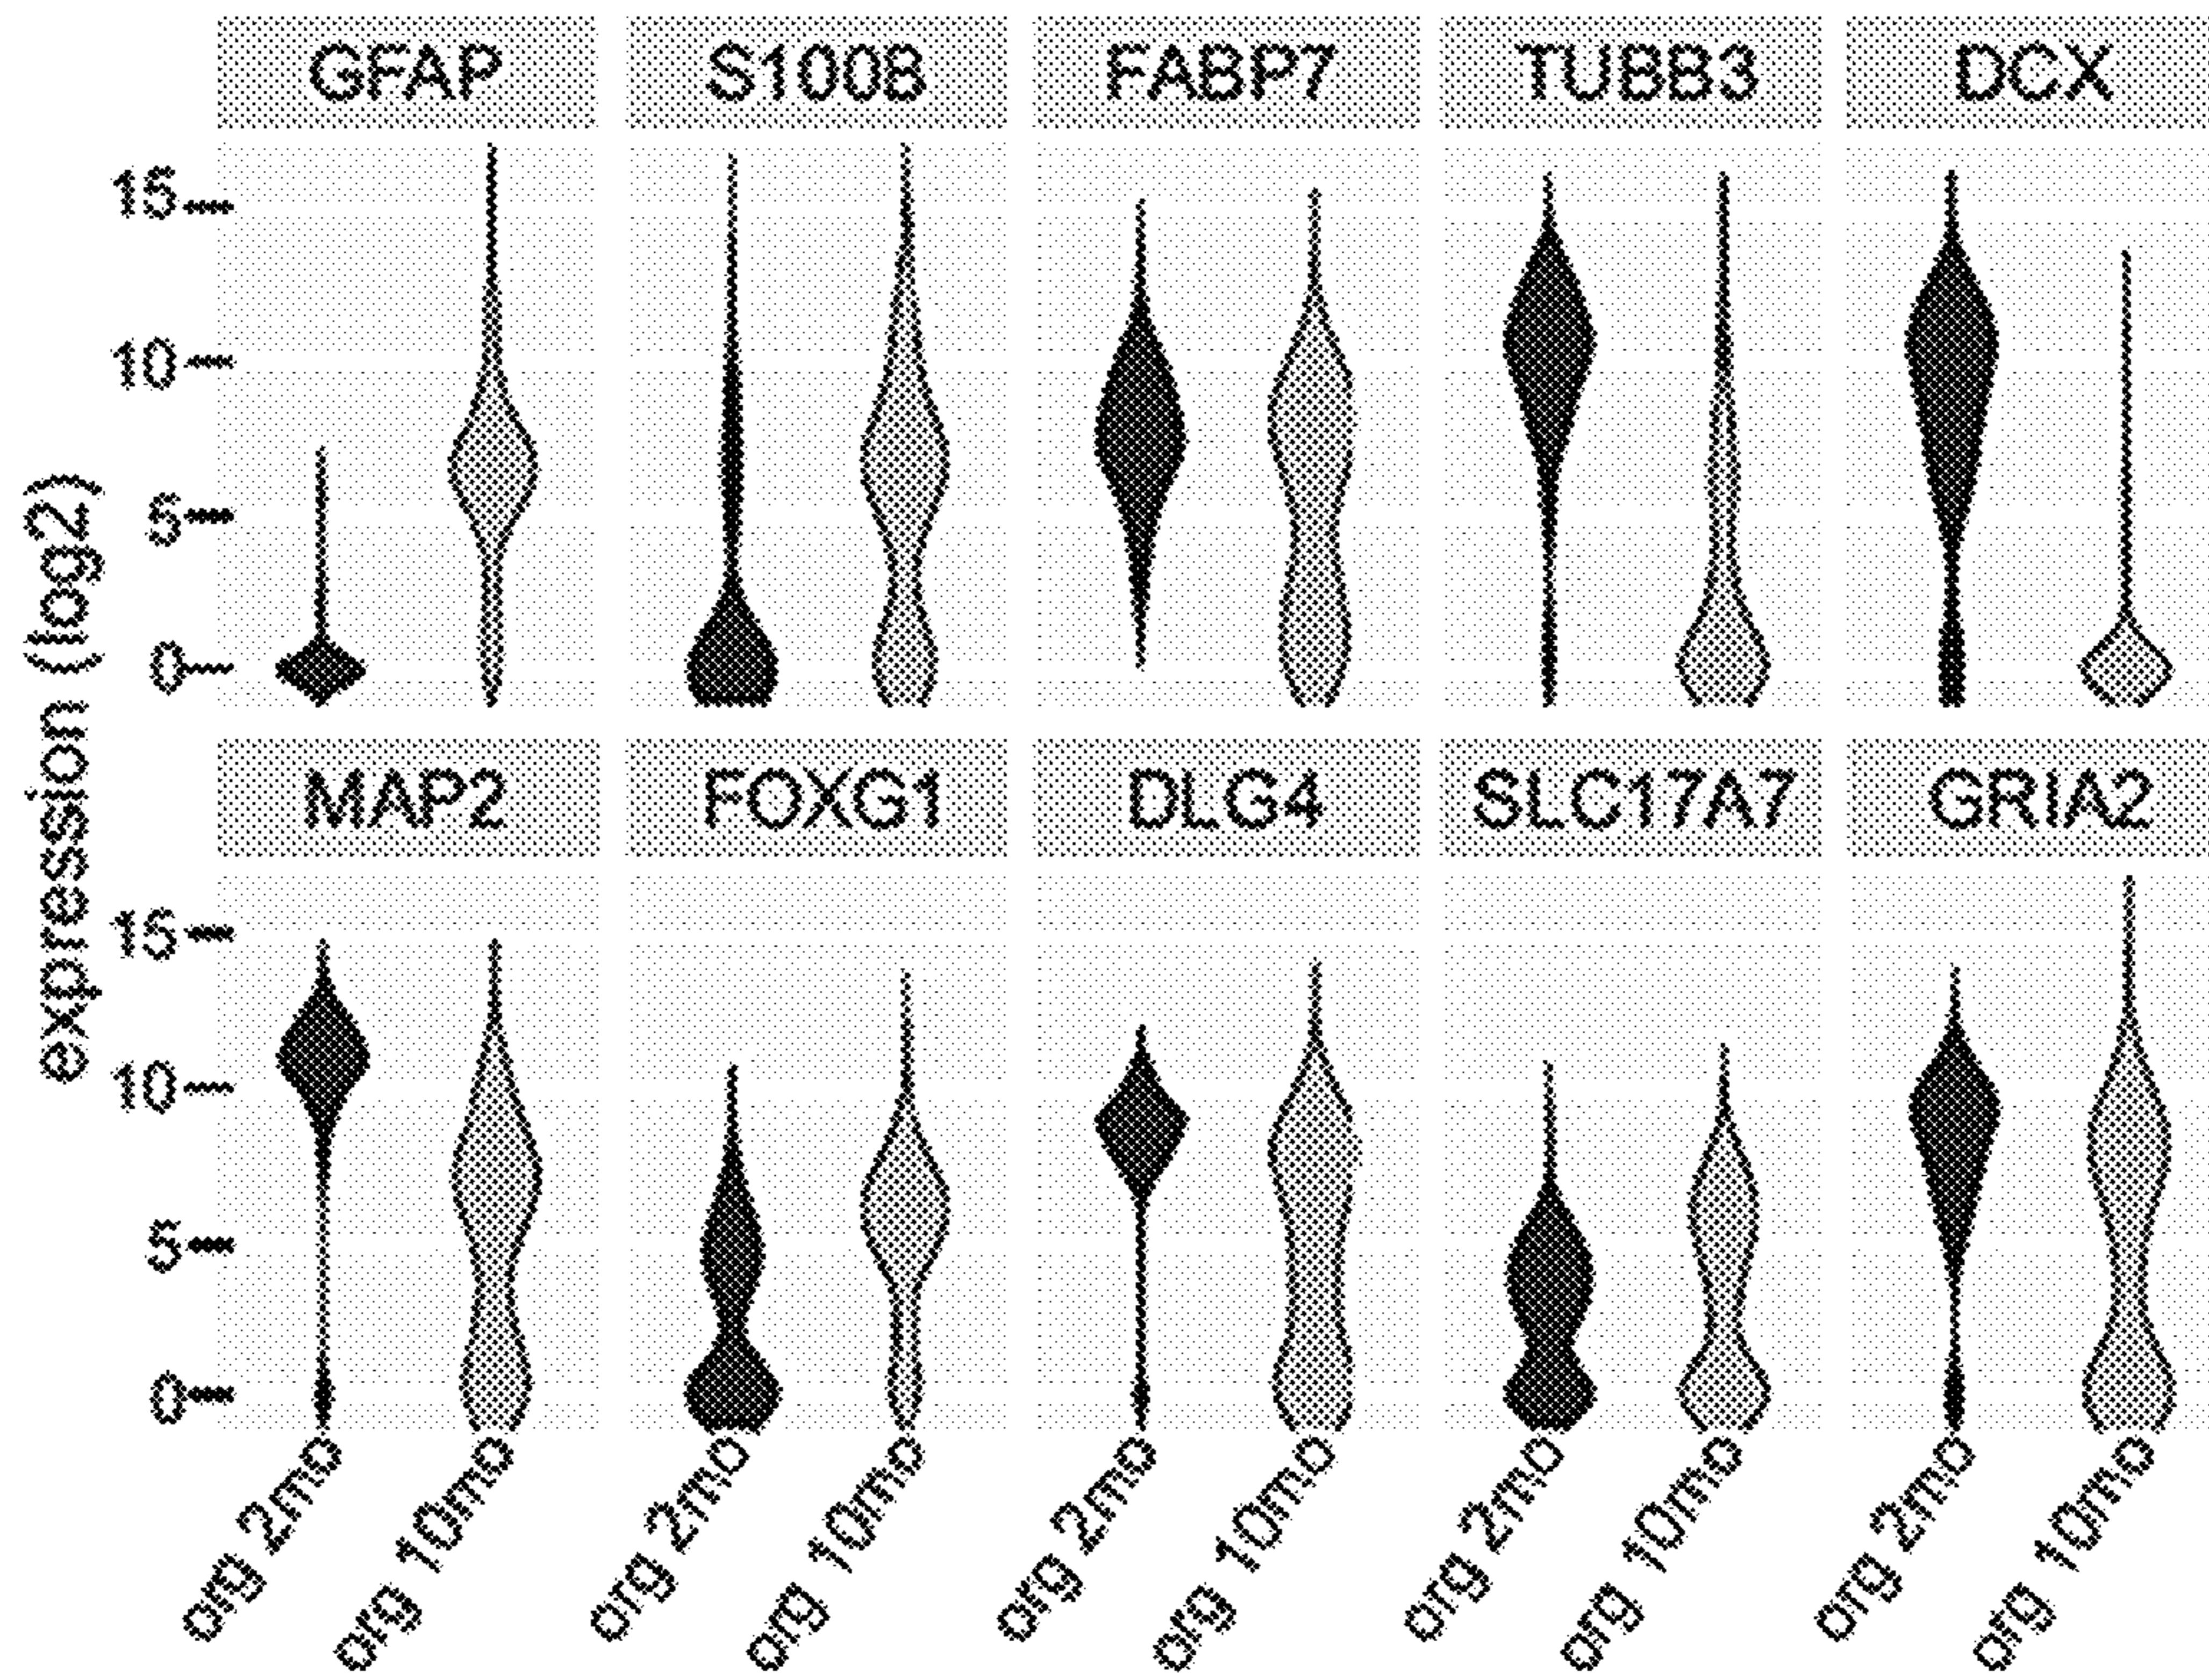 GFAP S100B FABP7 TUBB3 DCX
15
10
5
0
expression (log2)
MAP2 FOXG1 DLG4 SLC17A7 GRIA2
15
10
5
0
org 2mo org 10mo org 2mo org 10mo org 2mo org 10mo org 2mo org 10mo org 2mo org 10mo